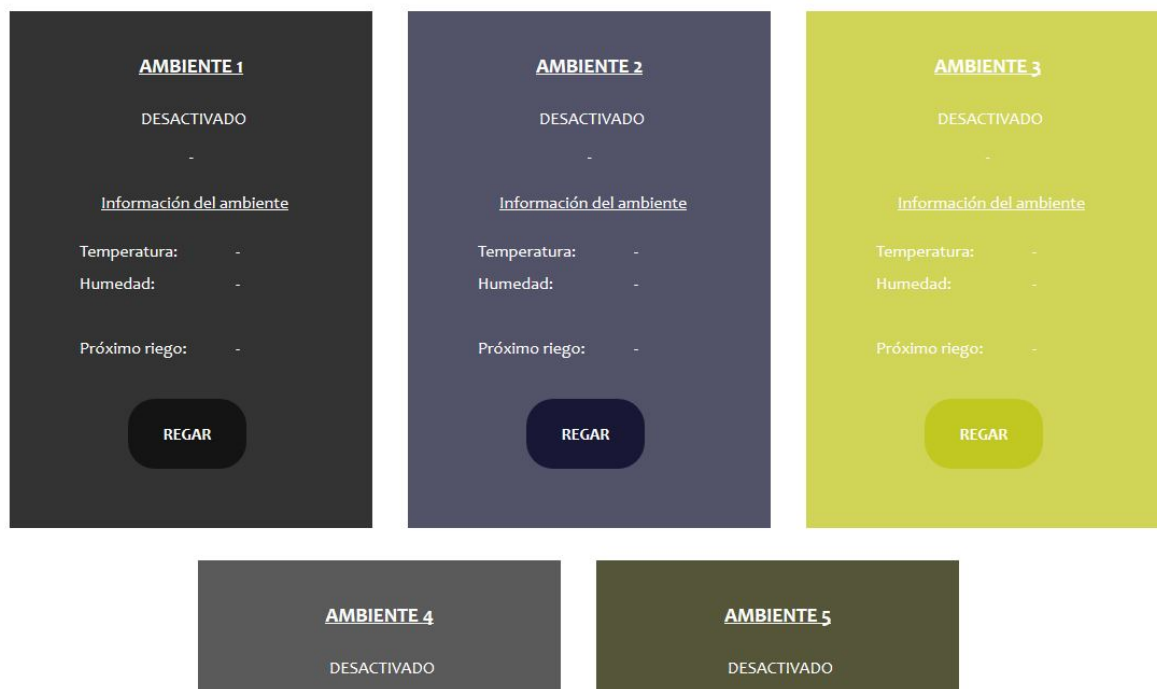 AMBIENTE 1
DESACTIVADO
-
Información del ambiente
Temperatura: -
Humedad: -
Próximo riego: -
REGAR
AMBIENTE 2
DESACTIVADO
-
Información del ambiente
Temperatura: -
Humedad: -
Próximo riego: -
REGAR
AMBIENTE 3
DESACTIVADO
-
Información del ambiente
Temperatura: -
Humedad: -
Próximo riego: -
REGAR
AMBIENTE 4
DESACTIVADO
AMBIENTE 5
DESACTIVADO